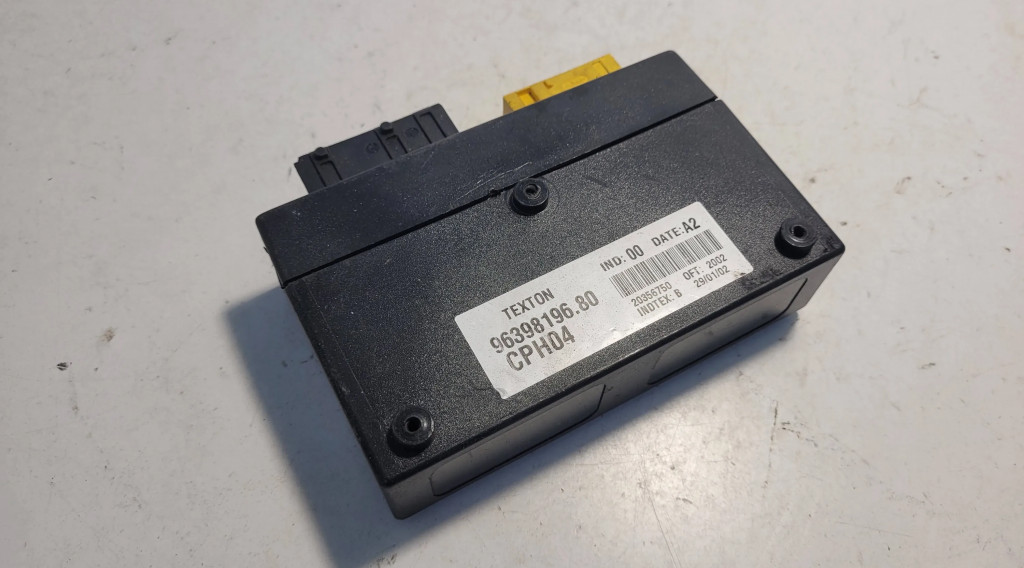 TEXTON
96398196.80
CPH04
IND: 00 DATE: A2
20356750 OFT: 2002
INDTEX: B 29/01/02